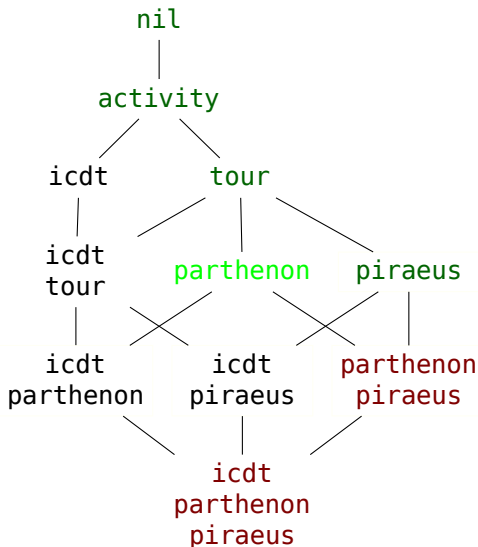 nil
activity
icdt
tour
icdt
tour
parthenon
piraeus
icdt
parthenon
icdt
piraeus
parthenon
piraeus
icdt
parthenon
piraeus